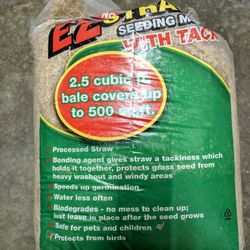 EZ STRAW
SEEDING M
WITH TACK
2.5 cubic ft.
bale covers up
to 500 sq. ft.
Processed Straw
Bonding agent gives straw a tackiness which
holds it together, protects grass seed from
heavy washout and windy areas
Speeds up germination
Water less often
Biodegrades - no mess to clean up;
just leave in place after the seed grows
Safe for pets and children
Protects from birds